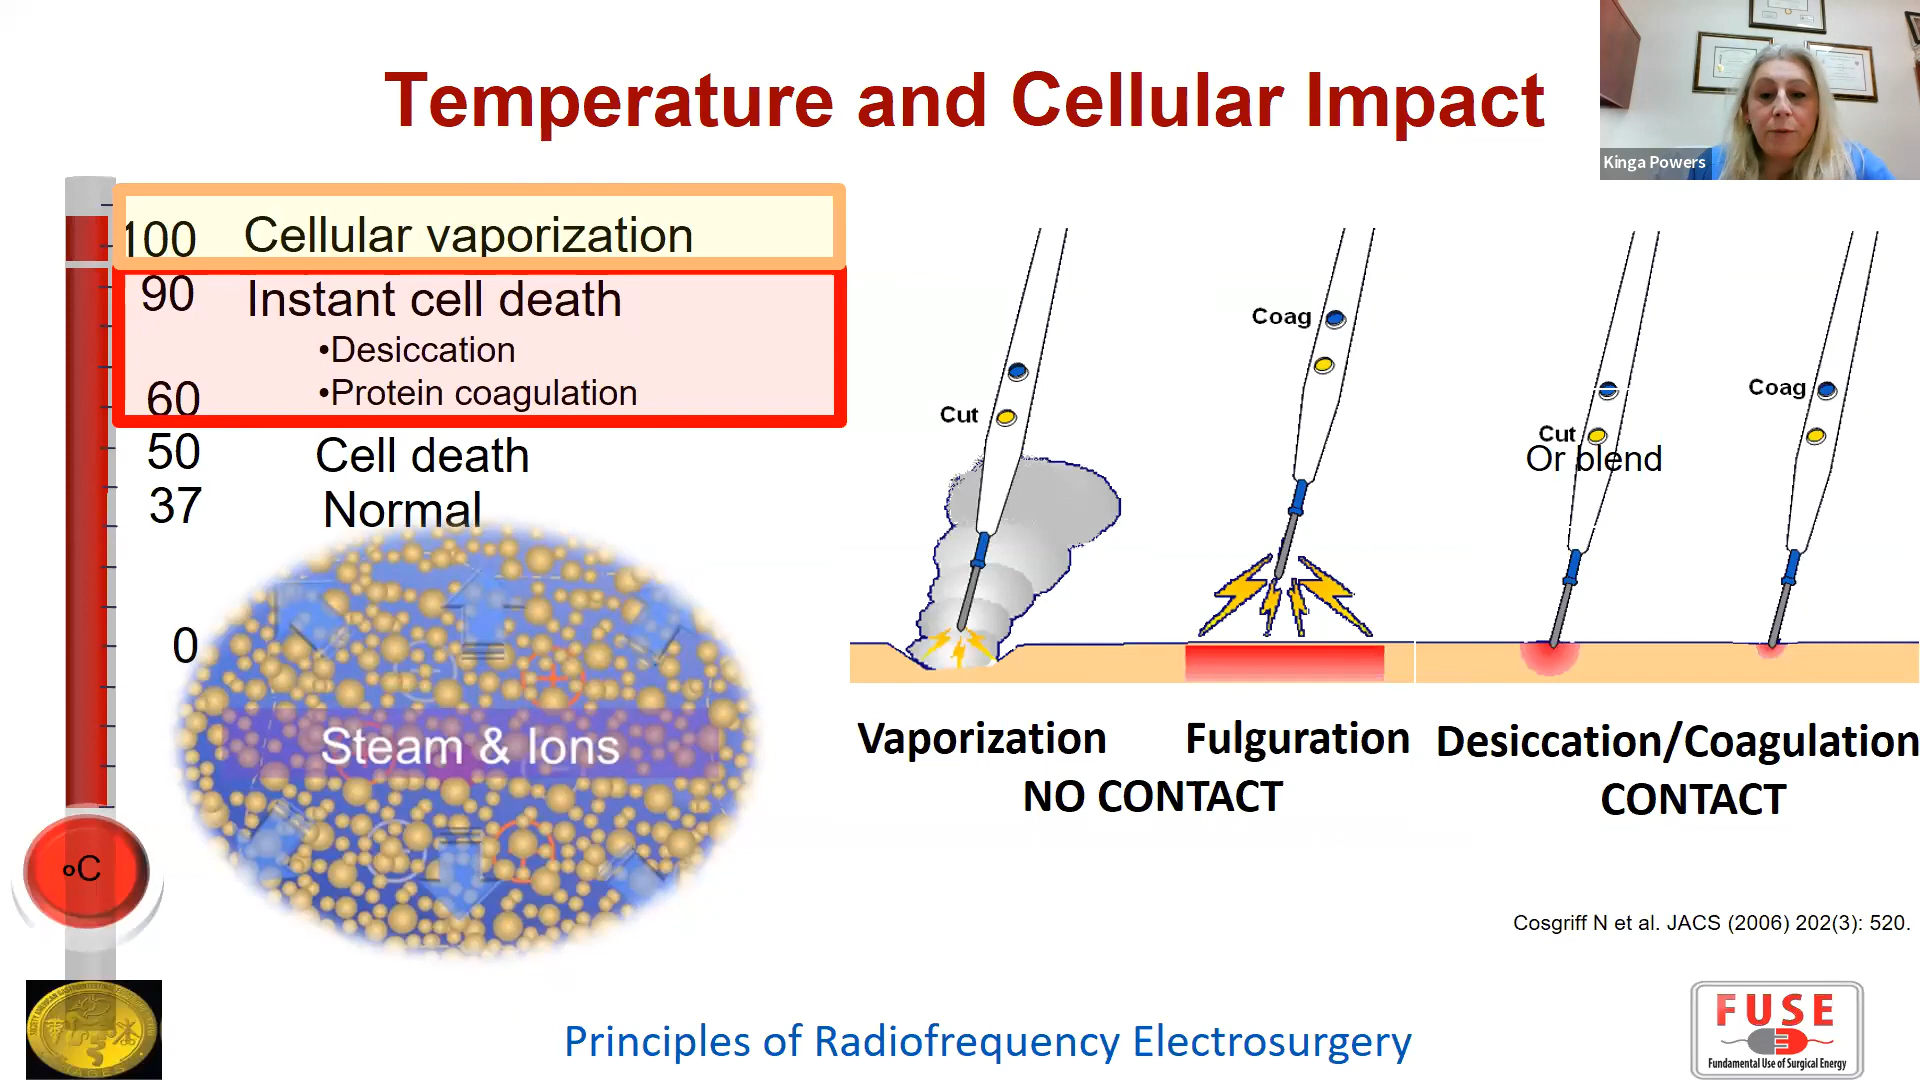 Temperature and Cellular Impact
Kinga Powers
100 Cellular vaporization
90 Instant cell death
•Desiccation
60 •Protein coagulation
50 Cell death
37 Normal
0
Steam & Ions
oC
Cut
Coag
Cut
Or blend
Coag
Vaporization
Fulguration
NO CONTACT
Desiccation/Coagulation
CONTACT
Cosgriff N et al. JACS (2006) 202(3): 520.
Principles of Radiofrequency Electrosurgery
FUSE
Fundamental Use of Surgical Energy